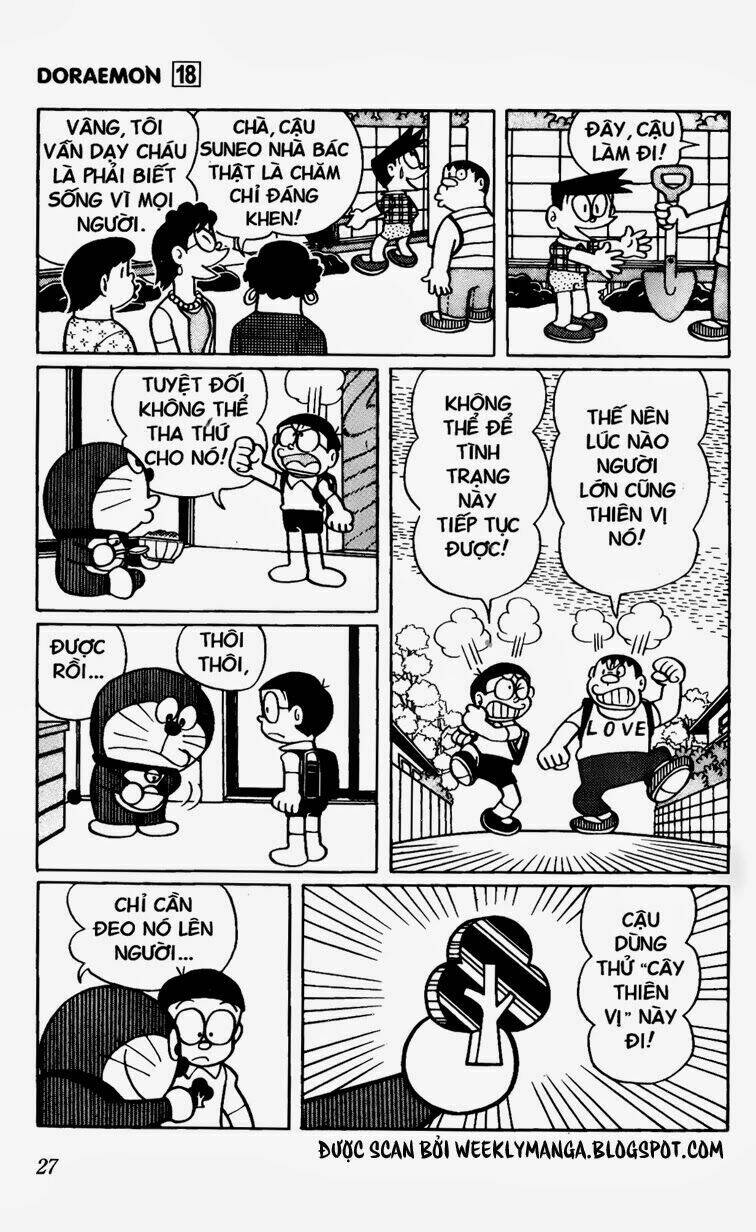 DORAEMON 18
ĐÂY, CẬU
LÀM ĐI!
CHÀ, CẬU
SUNEO NHÀ BÁC
THẬT LÀ CHĂM
CHỈ ĐÁNG
KHEN!
VÂNG, TÔI
VẪN DẠY CHÁU
LÀ PHẢI BIẾT
SỐNG VÌ MỌI
NGƯỜI.
THẾ NÊN
LÚC NÀO
NGƯỜI
LỚN CŨNG
THIÊN VỊ
NÓ!
KHÔNG
THỂ ĐỂ
TÌNH
TRẠNG
NÀY
TIẾP TỤC
ĐƯỢC!
LOVE
TUYỆT ĐỐI
KHÔNG THỂ
THA THỨ
CHO NÓ!
THÔI
THÔI,
ĐƯỢC
RỒI...
CẬU
DÙNG
THỬ "CÂY
THIÊN
VỊ" NÀY
ĐI!
CHỈ CẦN
ĐEO NÓ LÊN
NGƯỜI...
ĐƯỢC SCAN BỞI WEEKLYMANGA.BLOGSPOT.COM
27